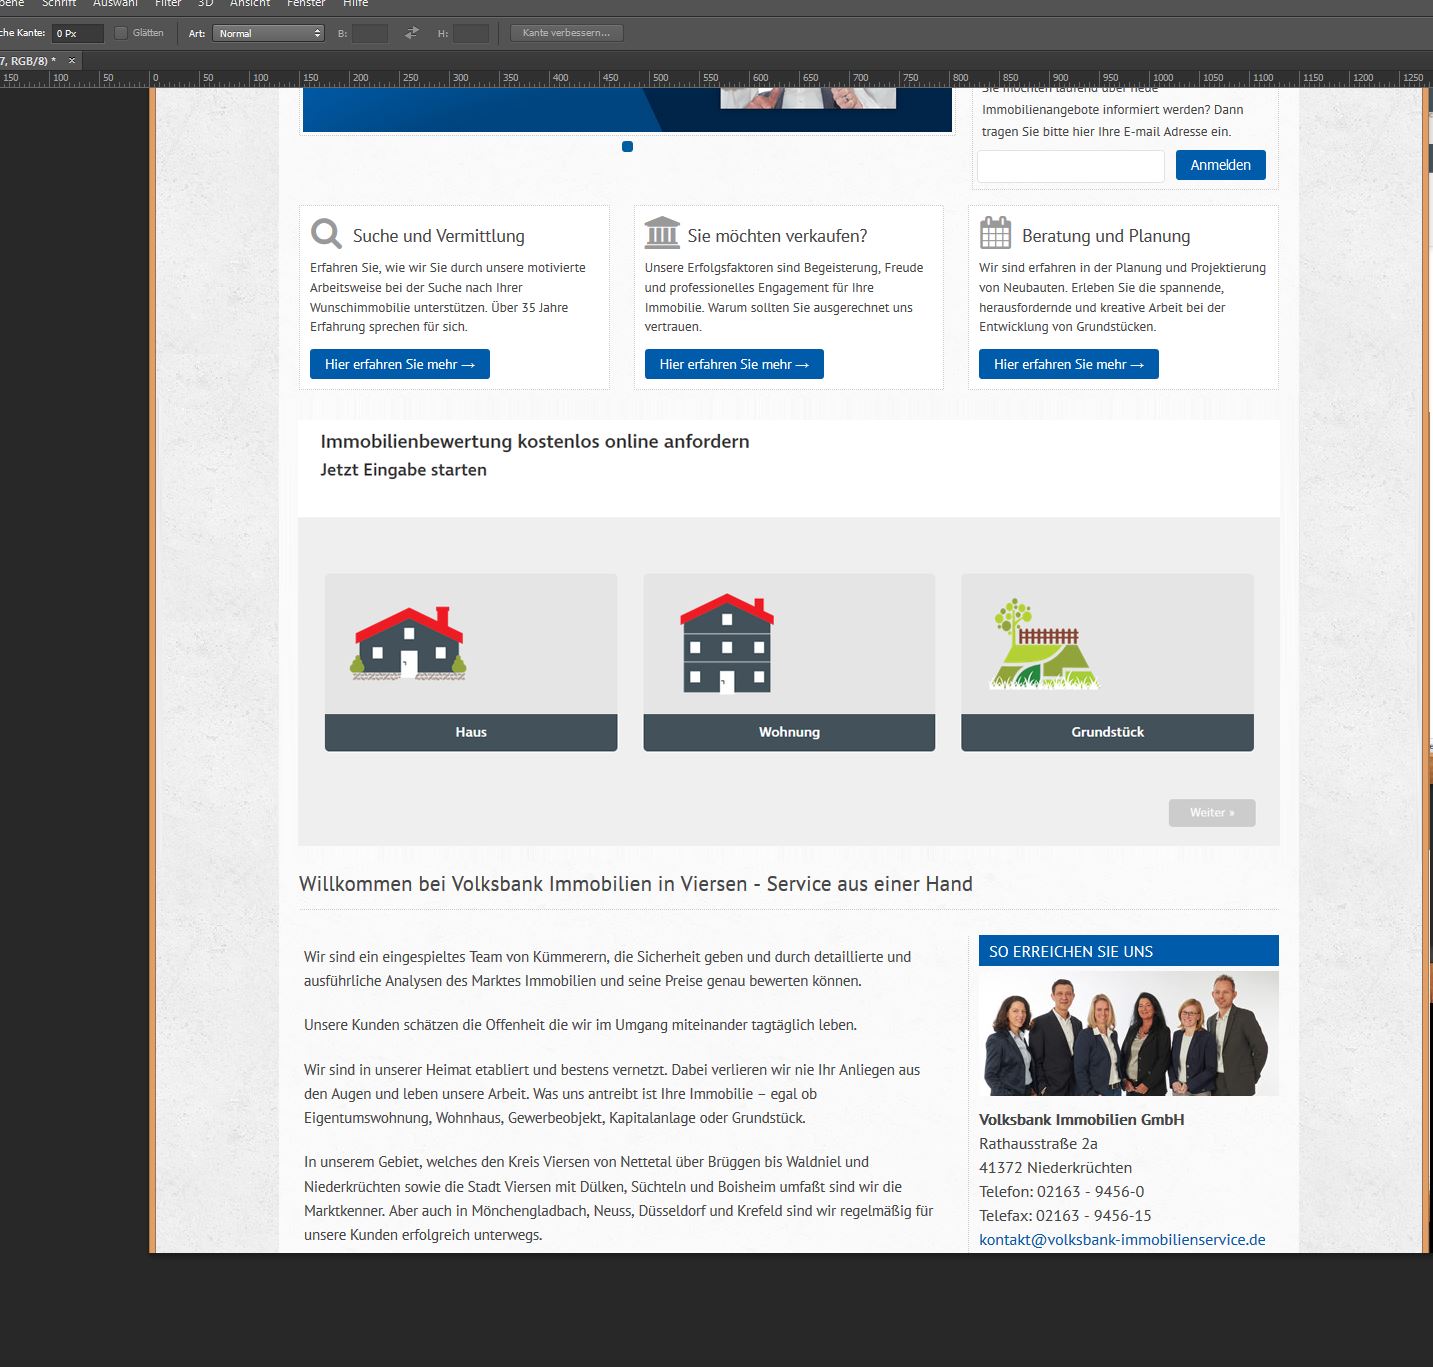 bene Schrift Auswahl Filter 3D Ansicht Fenster Hilfe
che Kante: 0 Px Glätten Art: Normal B: H: Kante verbessern...
7, RGB/8) * ×
150 100 50 0 50 100 150 200 250 300 350 400 450 500 550 600 650 700 750 800 850 900 950 1000 1050 1100 1150 1200 1250
Sie möchten laufend über neue
Immobilienangebote informiert werden? Dann
tragen Sie bitte hier Ihre E-mail Adresse ein.
Anmelden
Suche und Vermittlung
Erfahren Sie, wie wir Sie durch unsere motivierte
Arbeitsweise bei der Suche nach Ihrer
Wunschimmobilie unterstützen. Über 35 Jahre
Erfahrung sprechen für sich.
Hier erfahren Sie mehr →
Sie möchten verkaufen?
Unsere Erfolgsfaktoren sind Begeisterung, Freude
und professionelles Engagement für Ihre
Immobilie. Warum sollten Sie ausgerechnet uns
vertrauen.
Hier erfahren Sie mehr →
Beratung und Planung
Wir sind erfahren in der Planung und Projektierung
von Neubauten. Erleben Sie die spannende,
herausfordernde und kreative Arbeit bei der
Entwicklung von Grundstücken.
Hier erfahren Sie mehr →
Immobilienbewertung kostenlos online anfordern
Jetzt Eingabe starten
Haus
Wohnung
Grundstück
Weiter »
Willkommen bei Volksbank Immobilien in Viersen - Service aus einer Hand
Wir sind ein eingespieltes Team von Kümmerern, die Sicherheit geben und durch detaillierte und
ausführliche Analysen des Marktes Immobilien und seine Preise genau bewerten können.
Unsere Kunden schätzen die Offenheit die wir im Umgang miteinander tagtäglich leben.
Wir sind in unserer Heimat etabliert und bestens vernetzt. Dabei verlieren wir nie Ihr Anliegen aus
den Augen und leben unsere Arbeit. Was uns antreibt ist Ihre Immobilie – egal ob
Eigentumswohnung, Wohnhaus, Gewerbeobjekt, Kapitalanlage oder Grundstück.
In unserem Gebiet, welches den Kreis Viersen von Nettetal über Brüggen bis Waldniel und
Niederkrüchten sowie die Stadt Viersen mit Dülken, Süchteln und Boisheim umfaßt sind wir die
Marktkenner. Aber auch in Mönchengladbach, Neuss, Düsseldorf und Krefeld sind wir regelmäßig für
unsere Kunden erfolgreich unterwegs.
SO ERREICHEN SIE UNS
Volksbank Immobilien GmbH
Rathausstraße 2a
41372 Niederkrüchten
Telefon: 02163 - 9456-0
Telefax: 02163 - 9456-15
kontakt@volksbank-immobilienservice.de